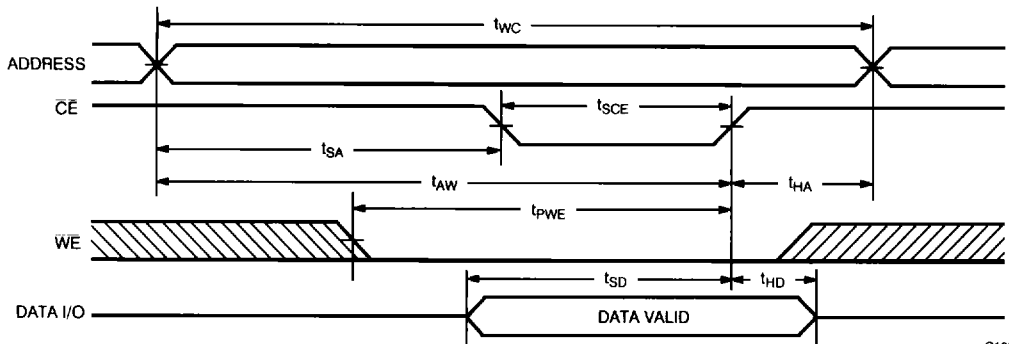 tWC
ADDRESS
CE
tSCE
tSA
tAW
tHA
tPWE
WE
tSD
tHD
DATA I/O
DATA VALID